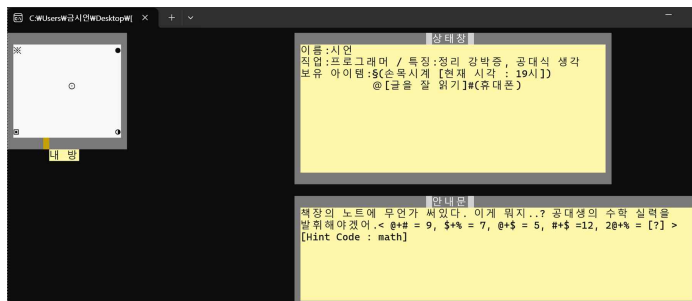 C:₩Users₩금시언₩Desktop₩[
상태창
이름:시언
직업:프로그래머 / 특징:정리 강박증, 공대식 생각
보유 아이템:§(손목시계 [현재 시각 : 19시])
@[글을 잘 읽기]#(휴대폰)
내 방
안내문
책장의 노트에 무언가 써있다. 이게 뭐지..? 공대생의 수학 실력을
발휘해야겠어.< @+# = 9, $+% = 7, @+$ = 5, #+$ =12, 2@+% = [?] >
[Hint Code : math]